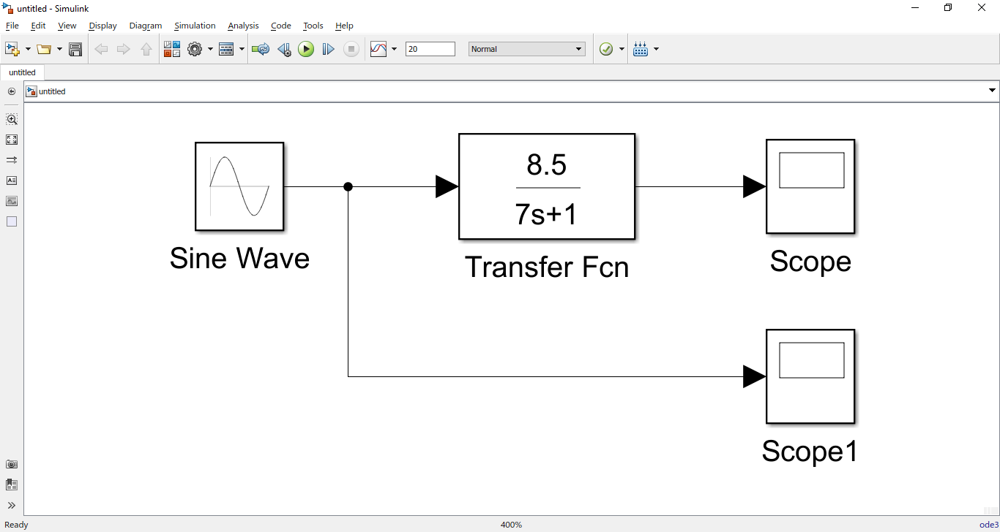 untitled - Simulink
File Edit View Display Diagram Simulation Analysis Code Tools Help
20 Normal
untitled
untitled
8.5
7s+1
Sine Wave
Transfer Fcn
Scope
Scope1
Ready 400% ode3